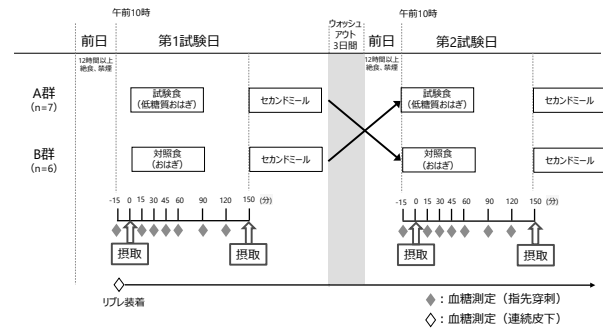 午前10時
午前10時
前日
第1試験日
ウォッシュ
アウト
3日間
前日
第2試験日
12時間以上
絶食、禁煙
12時間以上
絶食、禁煙
A群
(n=7)
試験食
(低糖質おはぎ)
セカンドミール
試験食
(低糖質おはぎ)
セカンドミール
B群
(n=6)
対照食
(おはぎ)
セカンドミール
対照食
(おはぎ)
セカンドミール
-15 0 15 30 45 60 90 120 150 (分)
-15 0 15 30 45 60 90 120 150 (分)
摂取
摂取
摂取
摂取
リブレ装着
：血糖測定（指先穿刺）
：血糖測定（連続皮下）